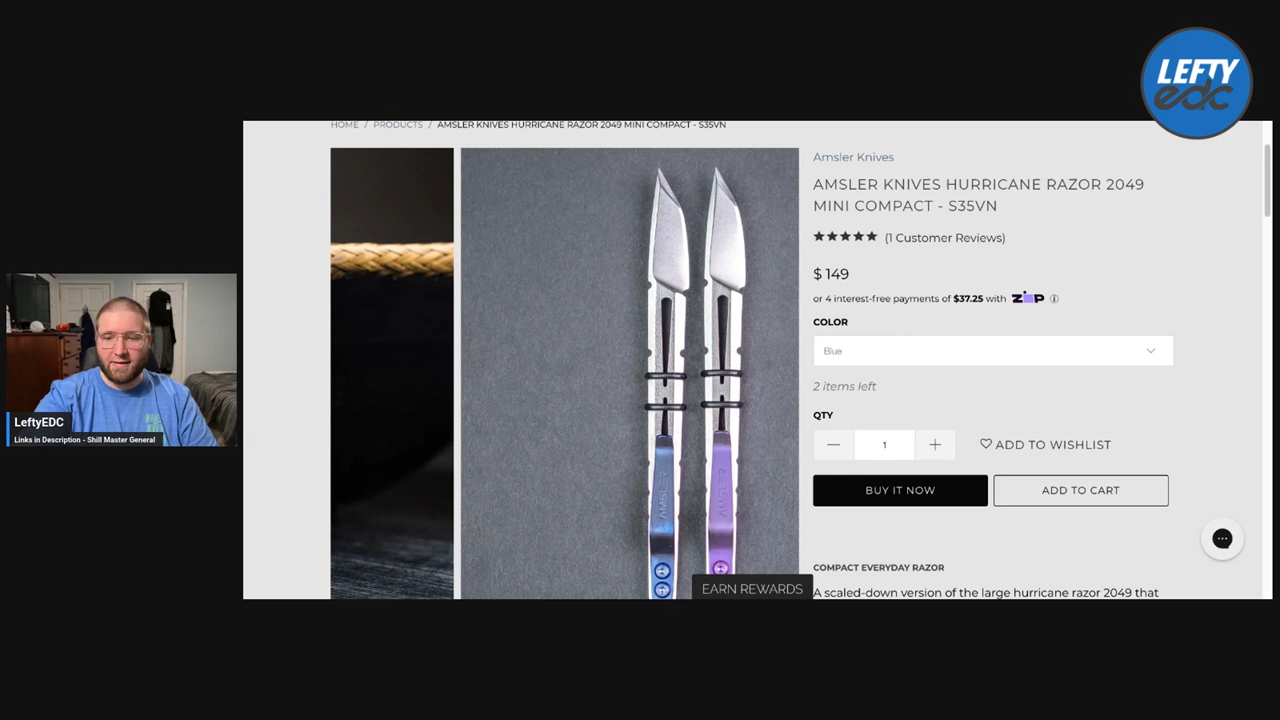 LEFTY
edc
HOME / PRODUCTS / AMSLER KNIVES HURRICANE RAZOR 2049 MINI COMPACT - S35VN
Amsler Knives
AMSLER KNIVES HURRICANE RAZOR 2049
MINI COMPACT - S35VN
(1 Customer Reviews)
$ 149
or 4 interest-free payments of $37.25 with ZIP
COLOR
Blue
2 items left
QTY
1
ADD TO WISHLIST
BUY IT NOW
ADD TO CART
COMPACT EVERYDAY RAZOR
A scaled-down version of the large hurricane razor 2049 that
EARN REWARDS
AMSLER
AMSLER
LeftyEDC
Links in Description - Shill Master General